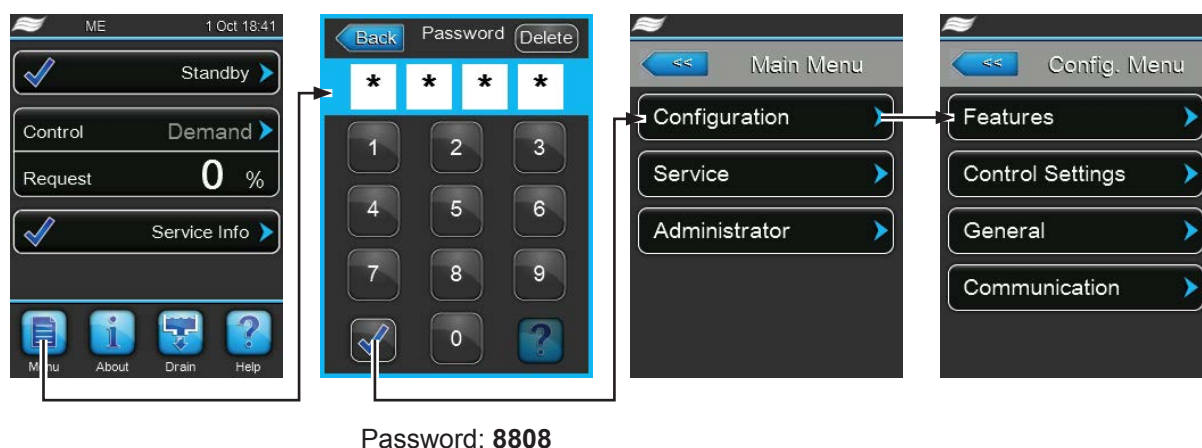 ME 1 Oct 18:41
Standby
Control Demand
Request 0 %
Service Info
Menu About Drain Help
Back Password Delete
* * * *
1 2 3
4 5 6
7 8 9
0 ?
Password: 8808
<< Main Menu
Configuration
Service
Administrator
<< Config. Menu
Features
Control Settings
General
Communication